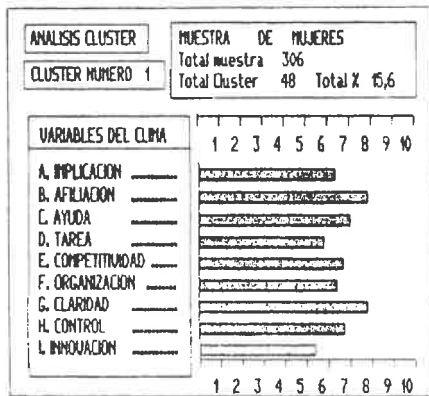 ANALISIS CLUSTER
CLUSTER NUMERO 1
MUESTRA DE MUJERES
Total muestra 306
Total Cluster 48 Total % 15,6
VARIABLES DEL CLIMA
1 2 3 4 5 6 7 8 9 10
A. IMPLICACION
B. AFILIACION
C. AYUDA
D. TAREA
E. COMPETITIVIDAD
F. ORGANIZACION
G. CLARIDAD
H. CONTROL
I. INNOVACION
1 2 3 4 5 6 7 8 9 10